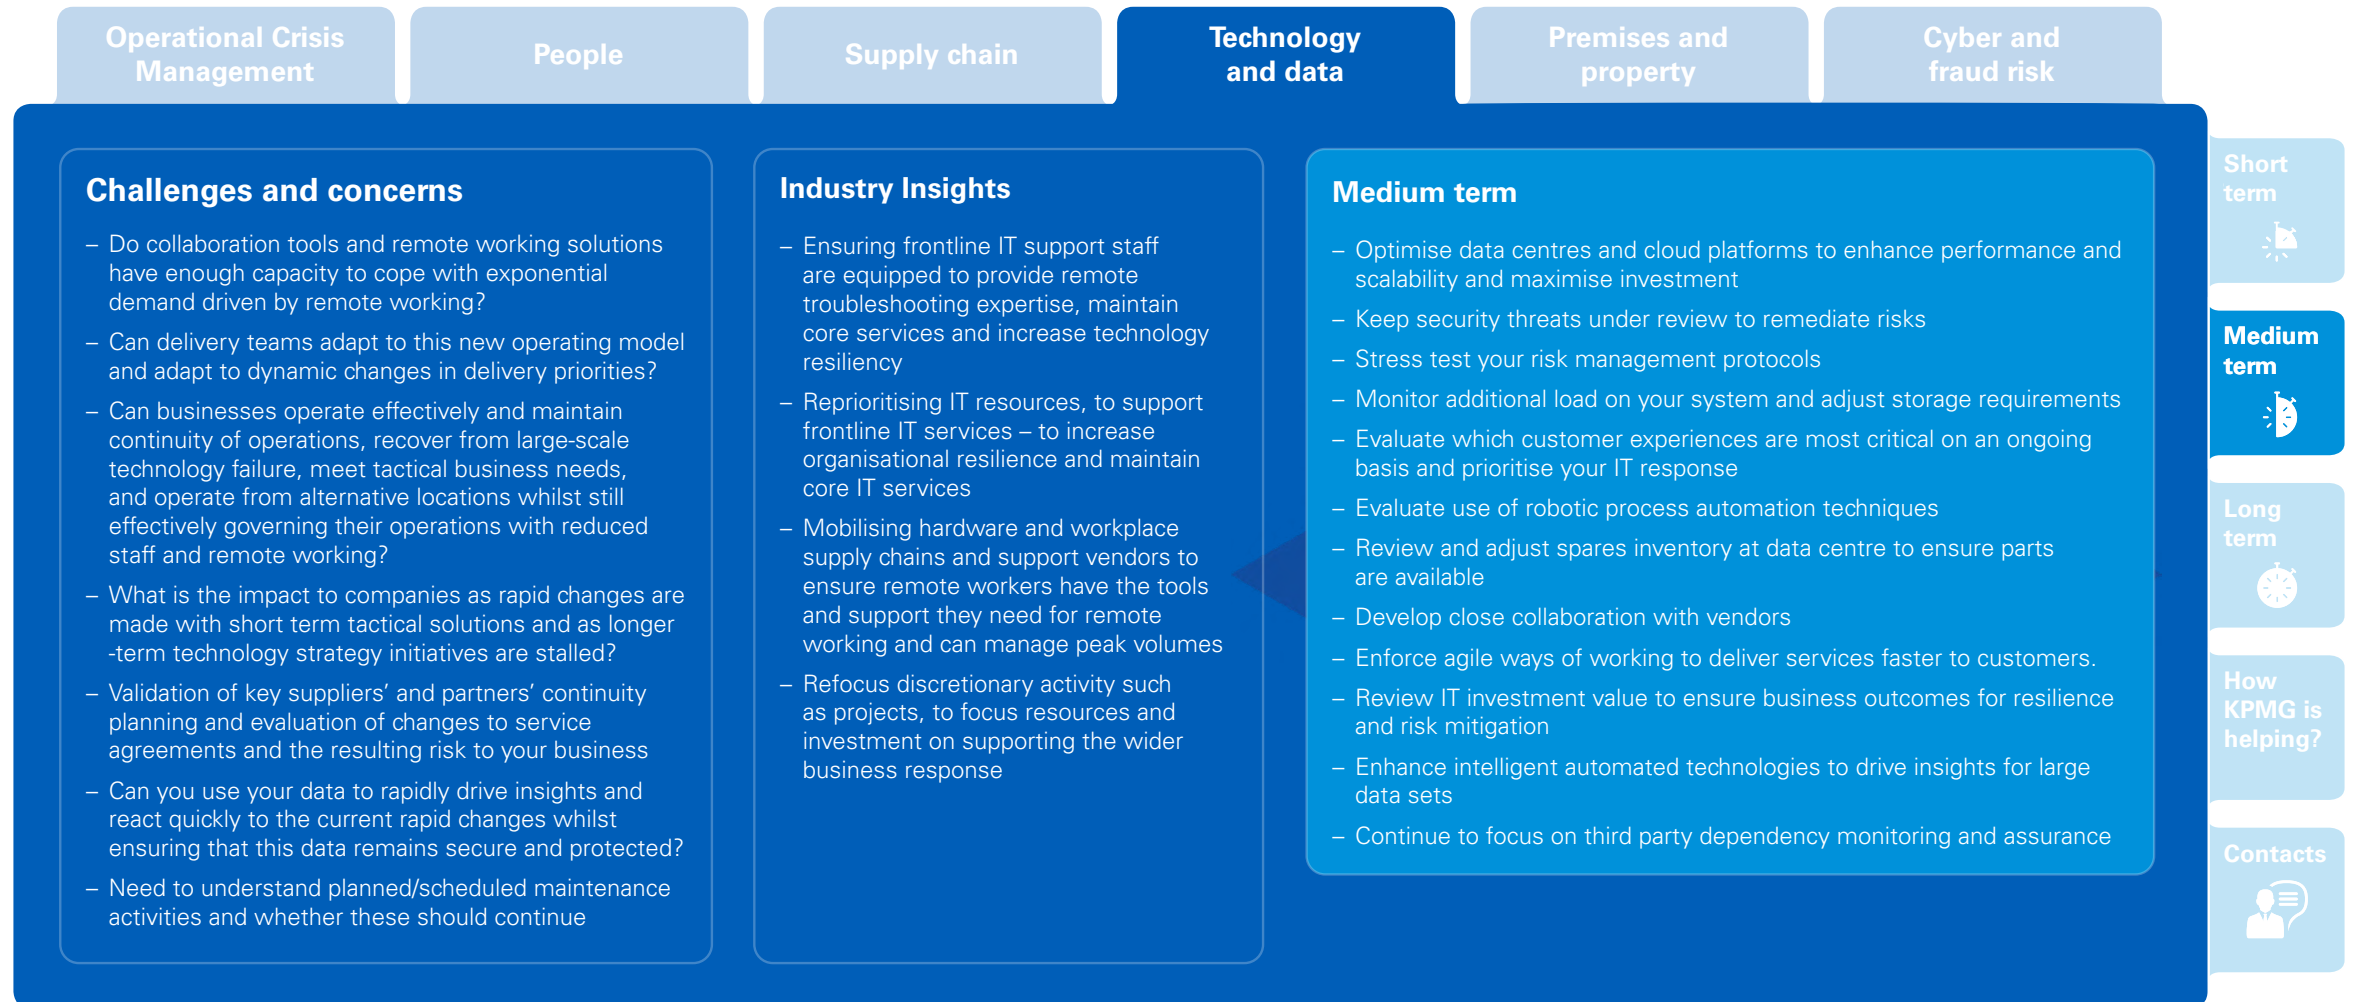 Operational Crisis
Management
People
Supply chain
Technology
and data
Premises and
property
Cyber and
fraud risk
Challenges and concerns
– Do collaboration tools and remote working solutions
have enough capacity to cope with exponential
demand driven by remote working?
– Can delivery teams adapt to this new operating model
and adapt to dynamic changes in delivery priorities?
– Can businesses operate effectively and maintain
continuity of operations, recover from large-scale
technology failure, meet tactical business needs,
and operate from alternative locations whilst still
effectively governing their operations with reduced
staff and remote working?
– What is the impact to companies as rapid changes are
made with short term tactical solutions and as longer
-term technology strategy initiatives are stalled?
– Validation of key suppliers’ and partners’ continuity
planning and evaluation of changes to service
agreements and the resulting risk to your business
– Can you use your data to rapidly drive insights and
react quickly to the current rapid changes whilst
ensuring that this data remains secure and protected?
– Need to understand planned/scheduled maintenance
activities and whether these should continue
Industry Insights
– Ensuring frontline IT support staff
are equipped to provide remote
troubleshooting expertise, maintain
core services and increase technology
resiliency
– Reprioritising IT resources, to support
frontline IT services – to increase
organisational resilience and maintain
core IT services
– Mobilising hardware and workplace
supply chains and support vendors to
ensure remote workers have the tools
and support they need for remote
working and can manage peak volumes
– Refocus discretionary activity such
as projects, to focus resources and
investment on supporting the wider
business response
Medium term
– Optimise data centres and cloud platforms to enhance performance and
scalability and maximise investment
– Keep security threats under review to remediate risks
– Stress test your risk management protocols
– Monitor additional load on your system and adjust storage requirements
– Evaluate which customer experiences are most critical on an ongoing
basis and prioritise your IT response
– Evaluate use of robotic process automation techniques
– Review and adjust spares inventory at data centre to ensure parts
are available
– Develop close collaboration with vendors
– Enforce agile ways of working to deliver services faster to customers.
– Review IT investment value to ensure business outcomes for resilience
and risk mitigation
– Enhance intelligent automated technologies to drive insights for large
data sets
– Continue to focus on third party dependency monitoring and assurance
Short
term
Medium
term
Long
term
How
KPMG is
helping?
Contacts